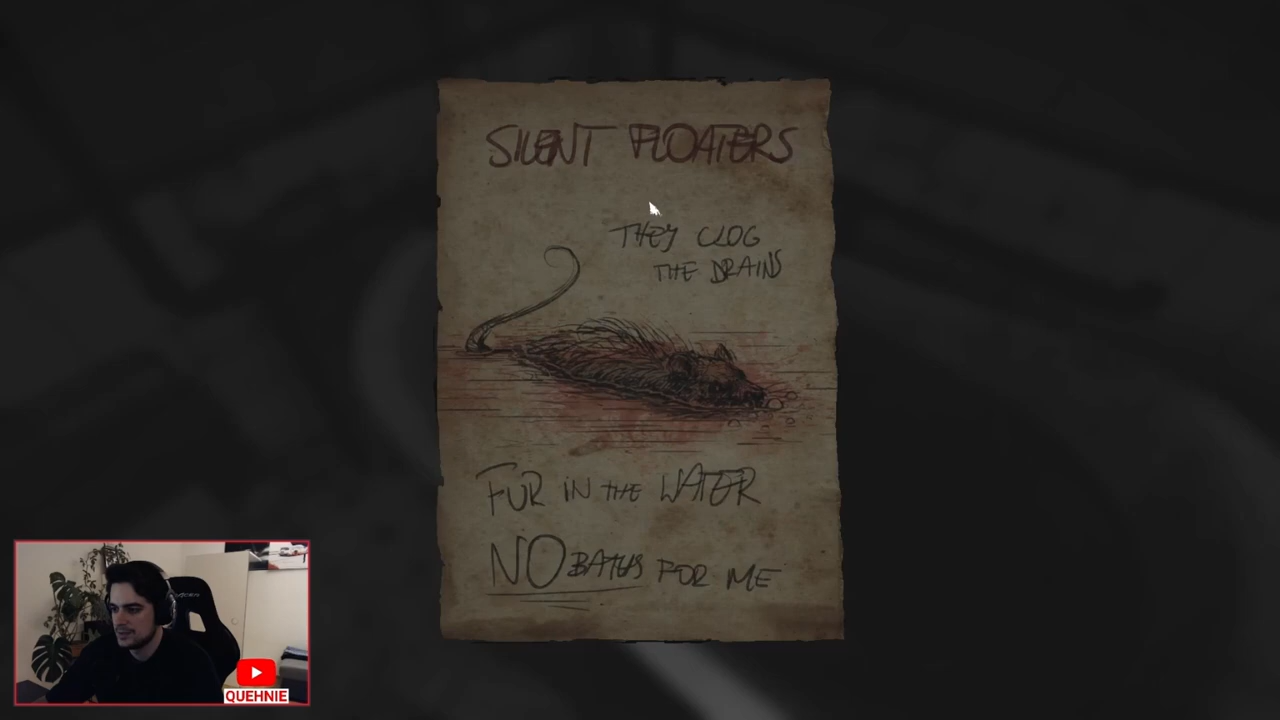 SILENT FLOATERS
THEY CLOG
THE DRAINS
FUR IN THE WATER
NO BATHS FOR ME
QUEHNIE